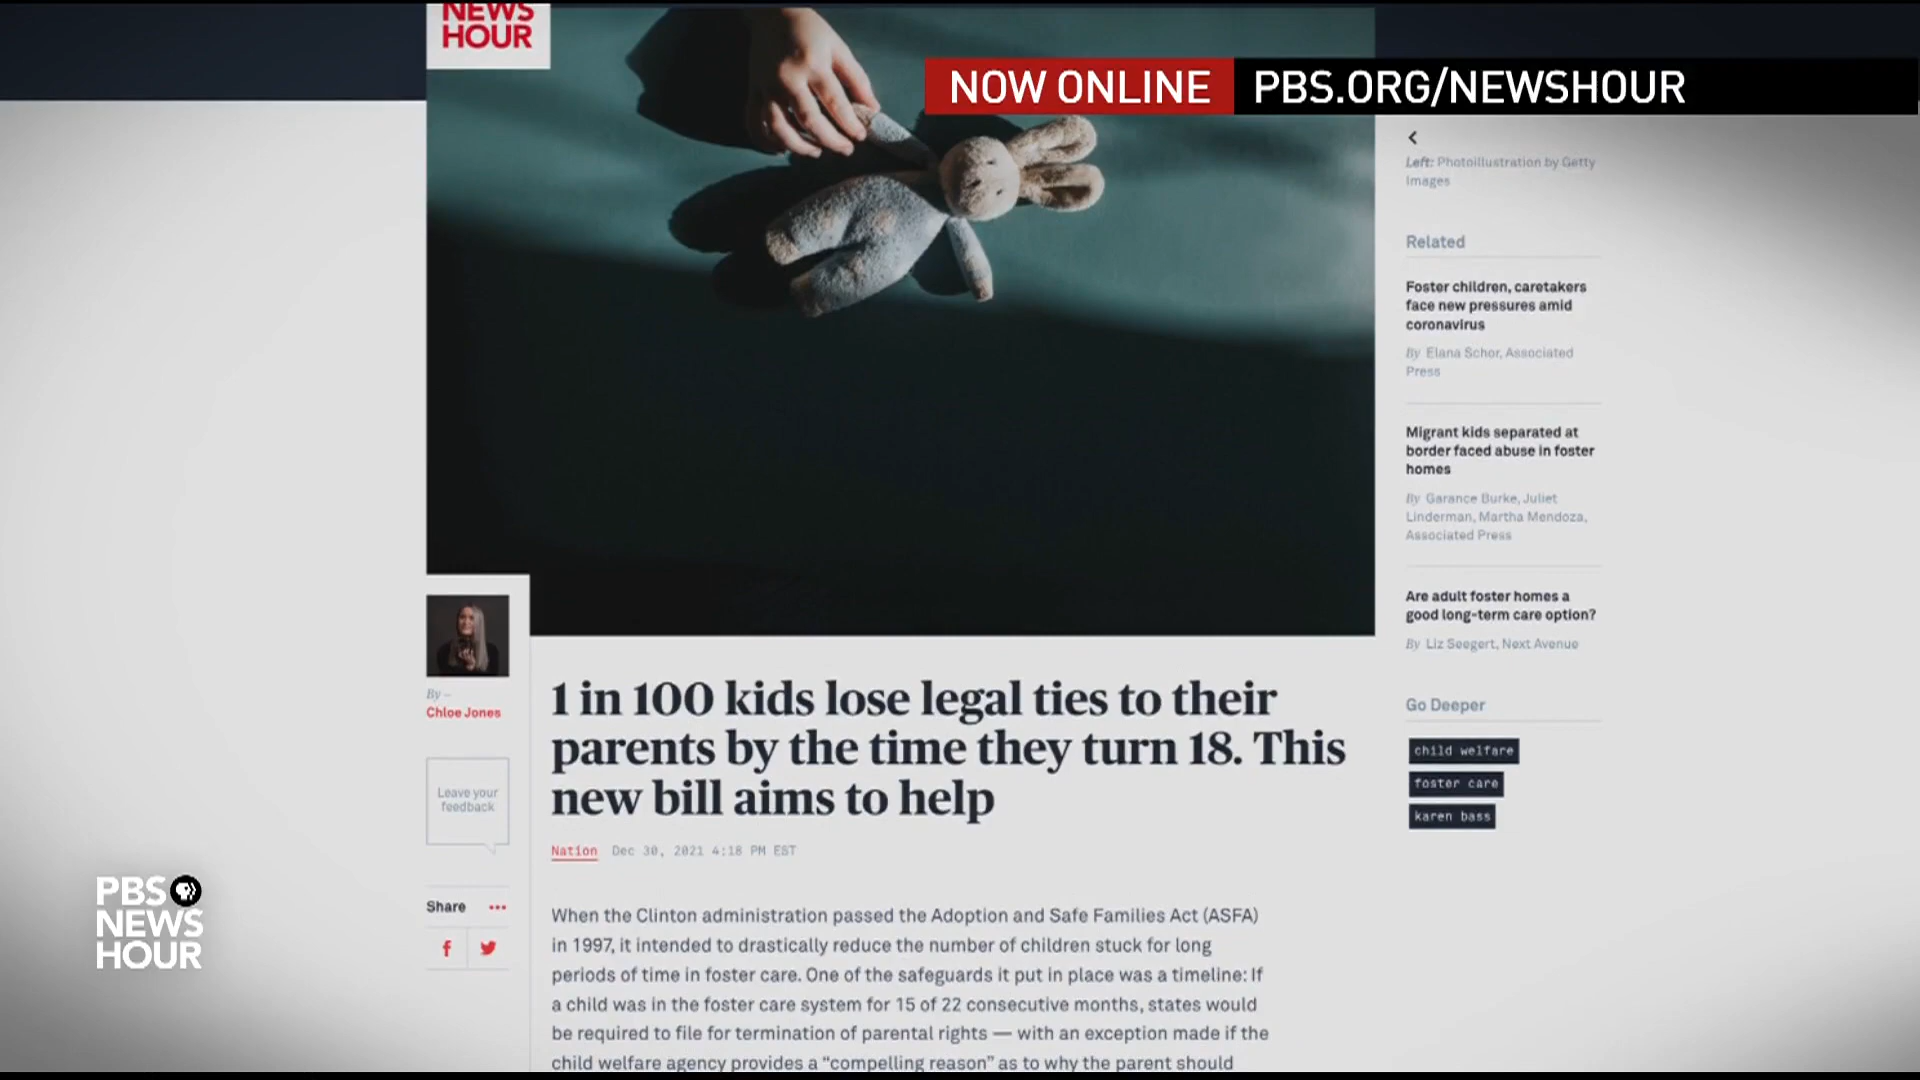 NEWS
HOUR
NOW ONLINE
PBS.ORG/NEWSHOUR
Left: Photoillustration by Getty
Images
Related
Foster children, caretakers
face new pressures amid
coronavirus
By Elana Schor, Associated
Press
Migrant kids separated at
border faced abuse in foster
homes
By Garance Burke, Juliet
Linderman, Martha Mendoza,
Associated Press
Are adult foster homes a
good long-term care option?
By Liz Seegert, Next Avenue
Go Deeper
child welfare
foster care
karen bass
By –
Chloe Jones
Leave your
feedback
Share
1 in 100 kids lose legal ties to their
parents by the time they turn 18. This
new bill aims to help
Nation Dec 30, 2021 4:18 PM EST
When the Clinton administration passed the Adoption and Safe Families Act (ASFA)
in 1997, it intended to drastically reduce the number of children stuck for long
periods of time in foster care. One of the safeguards it put in place was a timeline: If
a child was in the foster care system for 15 of 22 consecutive months, states would
be required to file for termination of parental rights — with an exception made if the
child welfare agency provides a “compelling reason” as to why the parent should
PBS
NEWS
HOUR